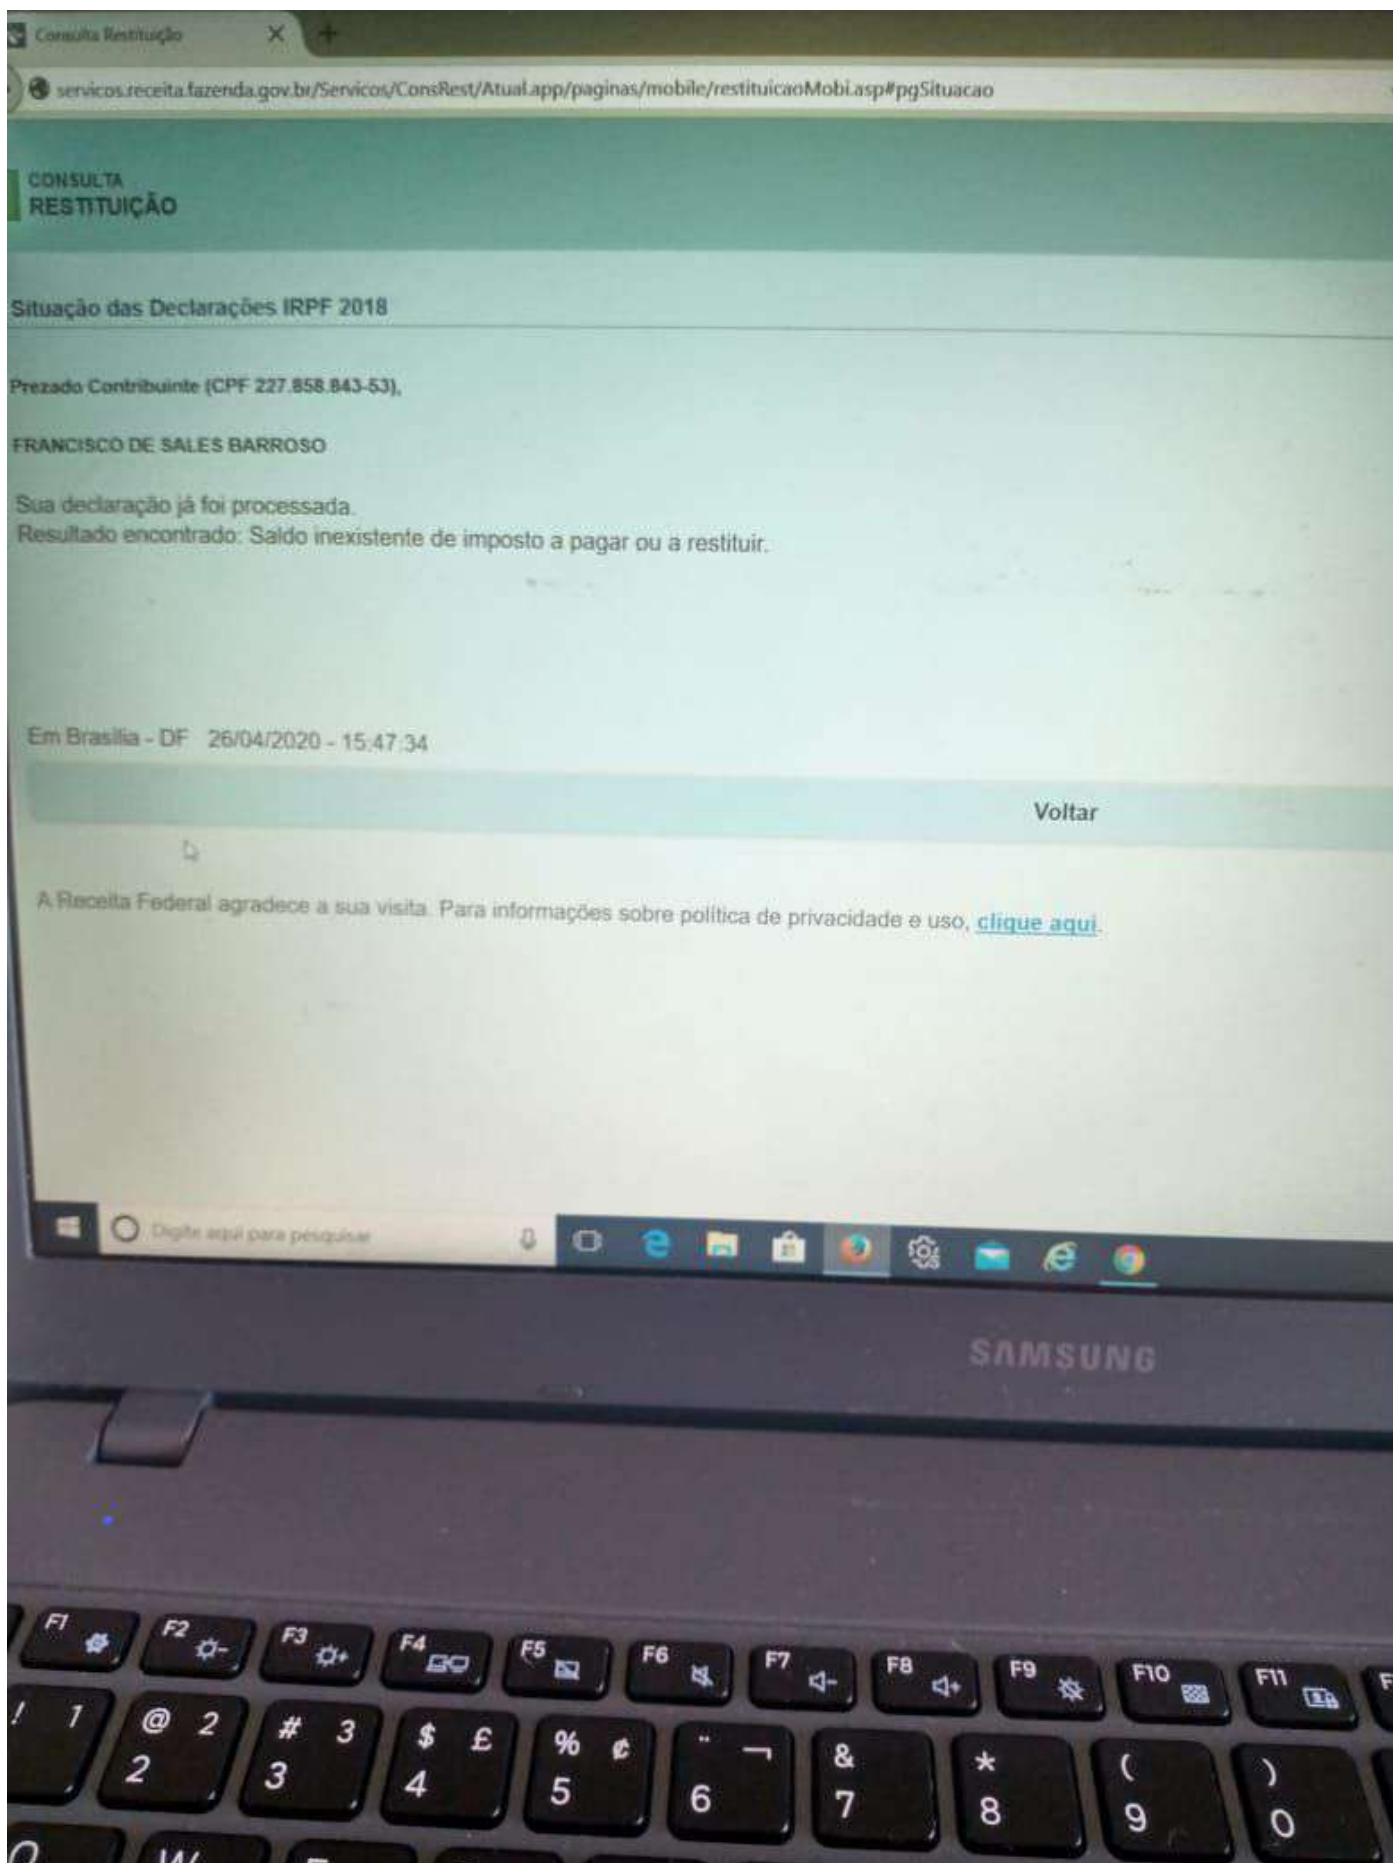 Consulta Restituição
servicos.receita.fazenda.gov.br/Servicos/ConsRest/Atual.app/paginas/mobile/restituicaoMobi.asp#pgSituacao
CONSULTA
RESTITUIÇÃO
Situação das Declarações IRPF 2018
Prezado Contribuinte (CPF 227.858.843-53),
FRANCISCO DE SALES BARROSO
Sua declaração já foi processada.
Resultado encontrado: Saldo inexistente de imposto a pagar ou a restituir.
Em Brasília - DF 26/04/2020 - 15:47:34
Voltar
A Receita Federal agradece a sua visita. Para informações sobre política de privacidade e uso, clique aqui.
Digite aqui para pesquisar
SAMSUNG
F1 F2 F3 F4 F5 F6 F7 F8 F9 F10 F11 F
! 1 @ 2 # 3 $ £ % ¢ ¨ ¬ & * ( )
2 3 4 5 6 7 8 9 0